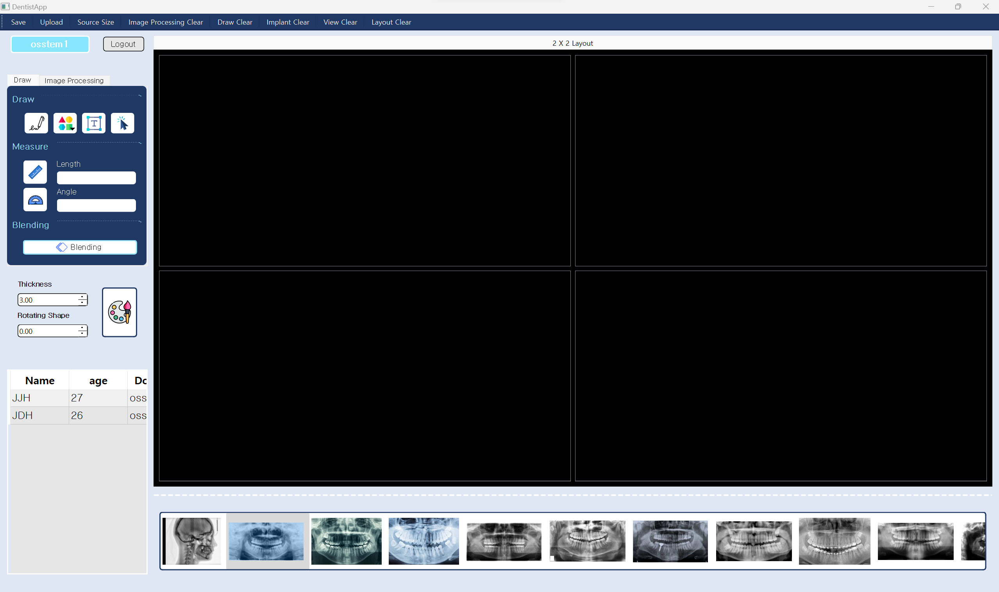 DentistApp
Save Upload Source Size Image Processing Clear Draw Clear Implant Clear View Clear Layout Clear
osstem1 Logout
2 X 2 Layout
Draw Image Processing
Draw
T
Measure
Length
Angle
Blending
Blending
Thickness
3.00
Rotating Shape
0.00
Name age Do
JJH 27 oss
JDH 26 oss